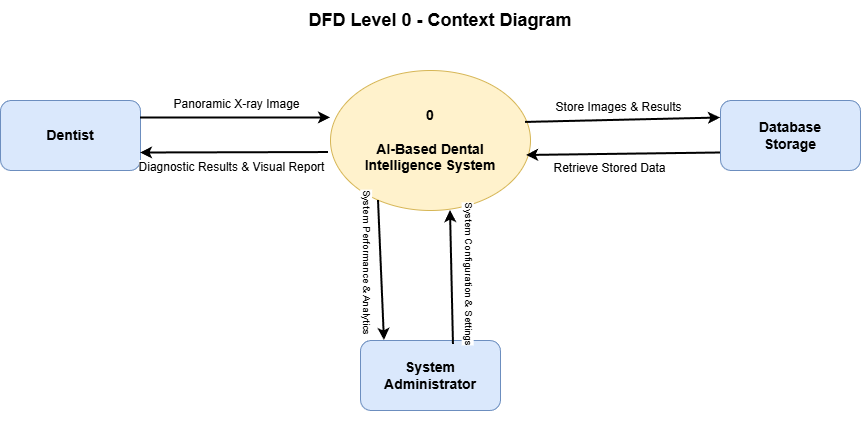 DFD Level 0 - Context Diagram
Panoramic X-ray Image
0
Store Images & Results
Dentist
AI-Based Dental
Intelligence System
Database
Storage
Diagnostic Results & Visual Report
Retrieve Stored Data
System Performance & Analytics
System Configuration & Settings
System
Administrator